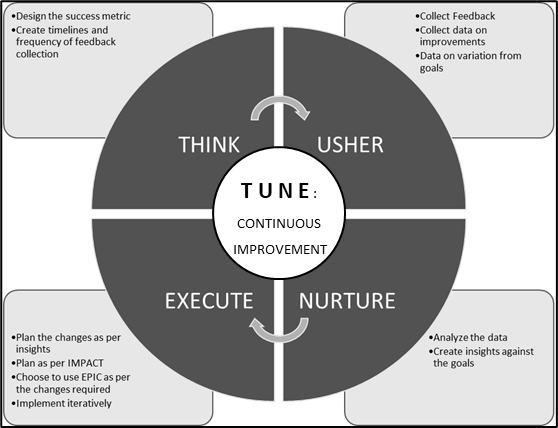 •Design the success metric
•Create timelines and
frequency of feedback
collection
•Collect Feedback
•Collect data on
improvements
•Data on variation from
goals
THINK
USHER
TUNE:
CONTINUOUS
IMPROVEMENT
EXECUTE
NURTURE
•Plan the changes as per
insights
•Plan as per IMPACT
•Choose to use EPIC as per
the changes required
•Implement iteratively
•Analyze the data
•Create insights against
the goals